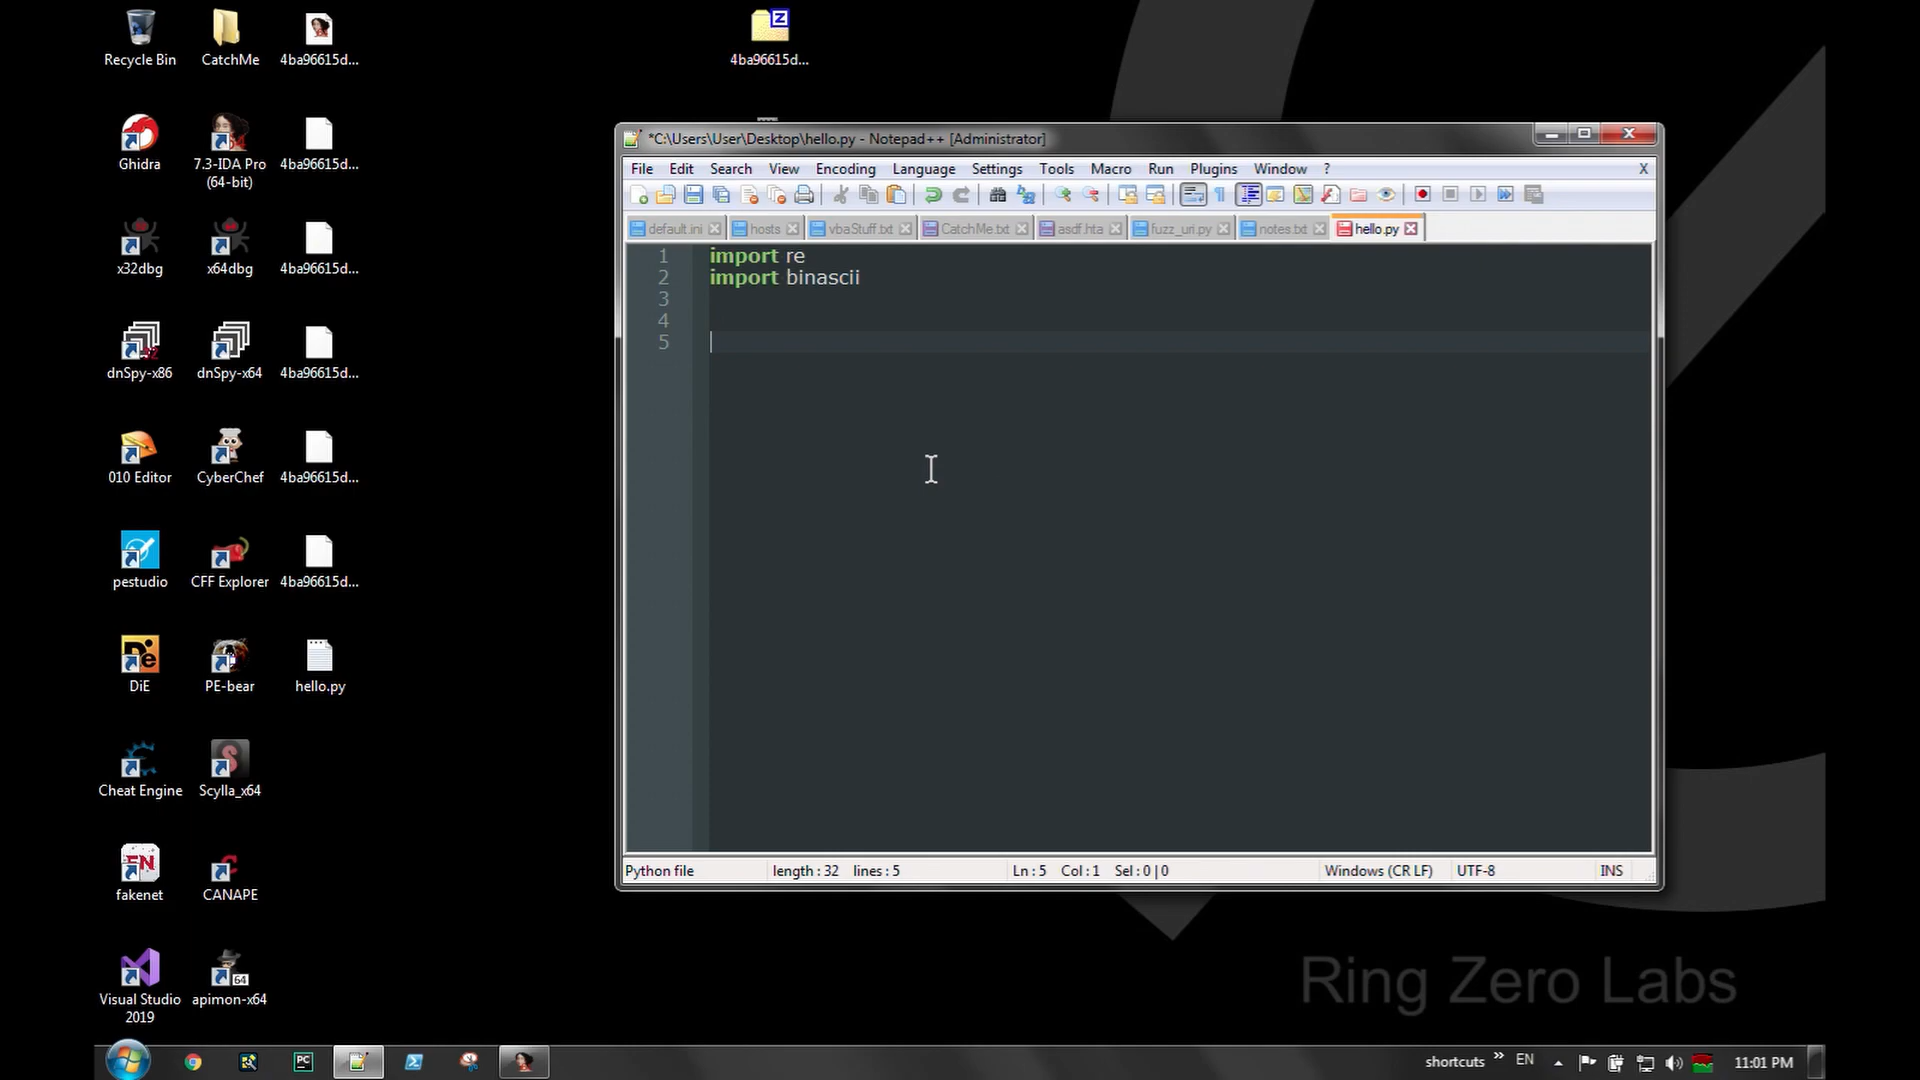 Recycle Bin
CatchMe
4ba96615d...
4ba96615d...
Ghidra
7.3-IDA Pro
(64-bit)
4ba96615d...
x32dbg
x64dbg
4ba96615d...
dnSpy-x86
dnSpy-x64
4ba96615d...
010 Editor
CyberChef
4ba96615d...
pestudio
CFF Explorer
4ba96615d...
DiE
PE-bear
hello.py
Cheat Engine
Scylla_x64
fakenet
CANAPE
Visual Studio
2019
apimon-x64
*C:\Users\User\Desktop\hello.py - Notepad++ [Administrator]
File Edit Search View Encoding Language Settings Tools Macro Run Plugins Window ? X
default.ini hosts vbaStuff.txt CatchMe.txt asdf.hta fuzz_uri.py notes.txt hello.py
1 import re
2 import binascii
3
4
5
Python file length : 32 lines : 5 Ln : 5 Col : 1 Sel : 0 | 0 Windows (CR LF) UTF-8 INS
Ring Zero Labs
shortcuts » EN 11:01 PM